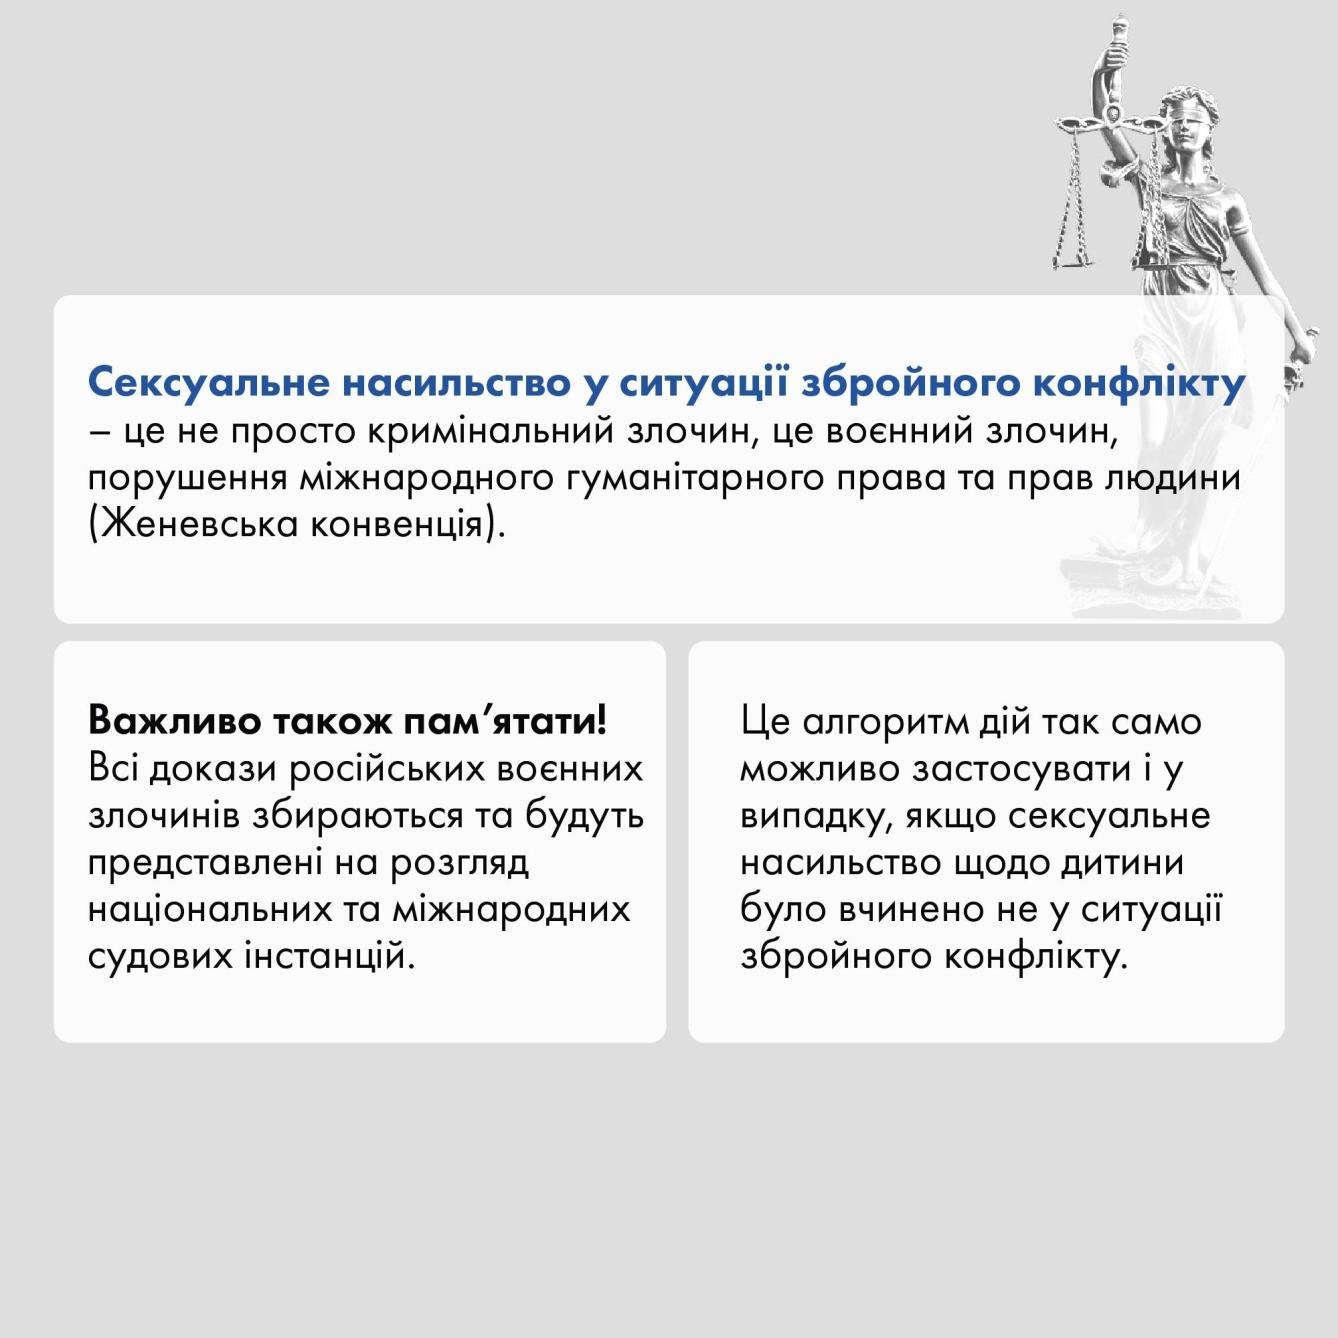 Сексуальне насильство у ситуації збройного конфлікту
– це не просто кримінальний злочин, це воєнний злочин,
порушення міжнародного гуманітарного права та прав людини
(Женевська конвенція).
Важливо також пам’ятати!
Всі докази російських воєнних
злочинів збираються та будуть
представлені на розгляд
національних та міжнародних
судових інстанцій.
Це алгоритм дій так само
можливо застосувати і у
випадку, якщо сексуальне
насильство щодо дитини
було вчинено не у ситуації
збройного конфлікту.